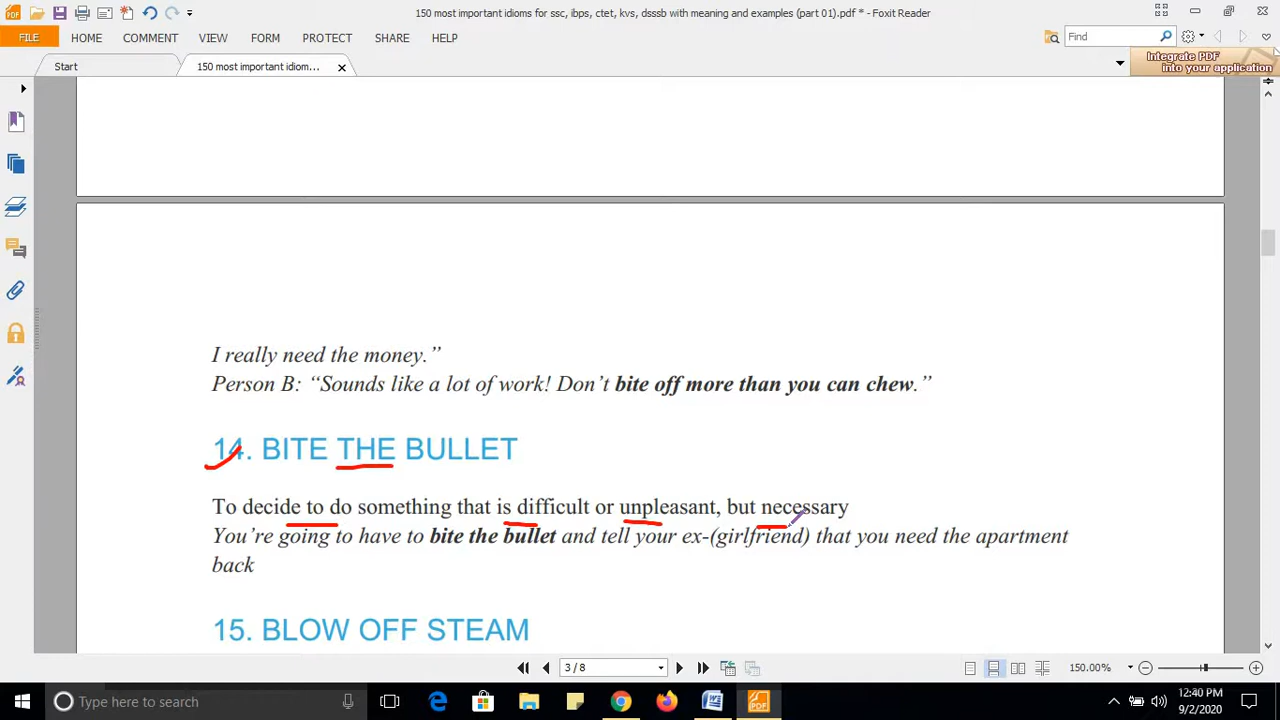 150 most important idioms for ssc, ibps, ctet, kvs, dsssb with meaning and exmples (part 01).pdf * - Foxit Reader
FILE HOME COMMENT VIEW FORM PROTECT SHARE HELP
Find
Start
150 most important idiom...
Integrate PDF
into your application
I really need the money.”
Person B: “Sounds like a lot of work! Don’t bite off more than you can chew.”
14. BITE THE BULLET
To decide to do something that is difficult or unpleasant, but necessary
You’re going to have to bite the bullet and tell your ex-(girlfriend) that you need the apartment
back
15. BLOW OFF STEAM
3 / 8
150.00%
Type here to search
12:40 PM
9/2/2020